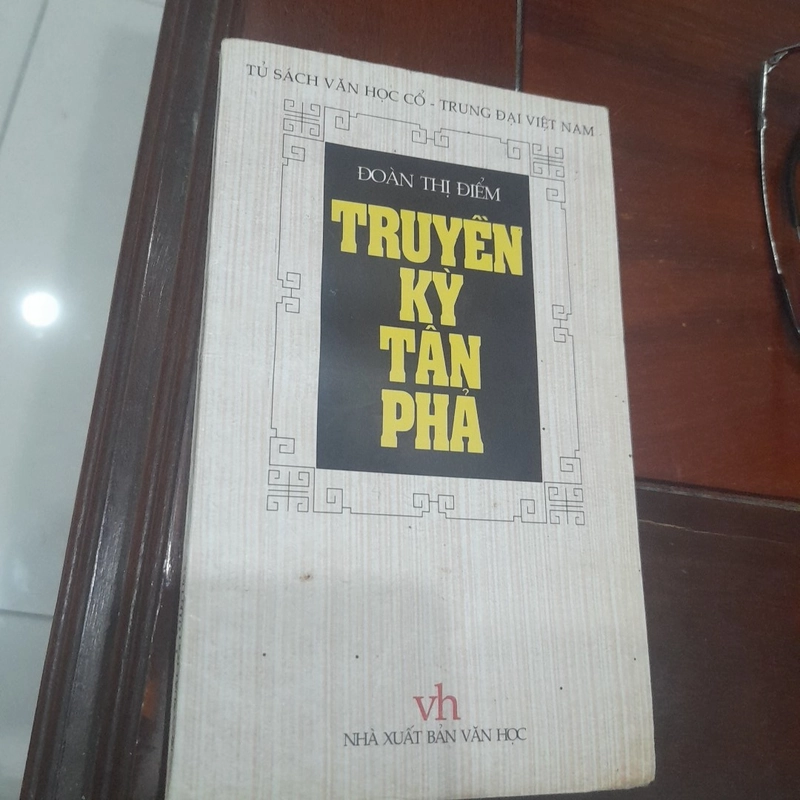 TỦ SÁCH VĂN HỌC CỔ - TRUNG ĐẠI VIỆT NAM
ĐOÀN THỊ ĐIỂM
TRUYỀN
KỲ
TÂN
PHẢ
vh
NHÀ XUẤT BẢN VĂN HỌC